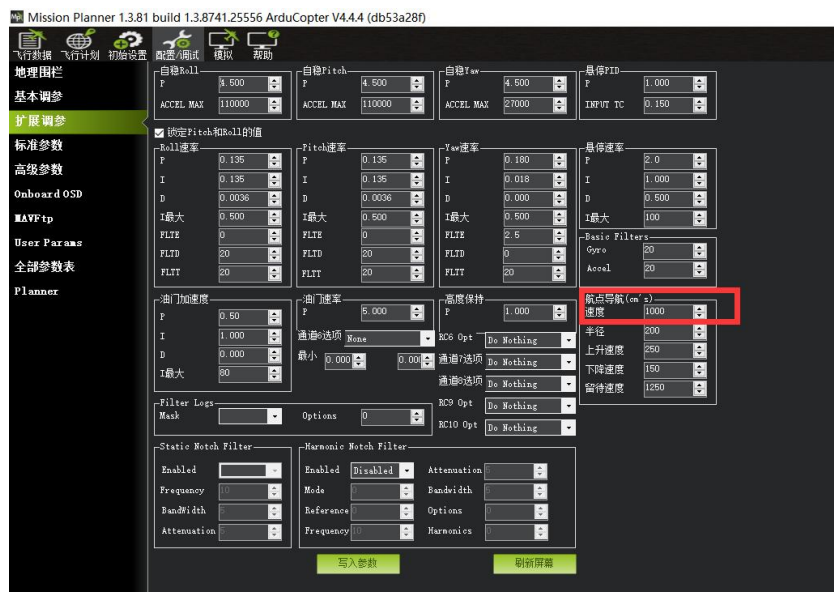 Mission Planner 1.3.81 build 1.3.8741.25556 ArduCopter V4.4.4 (db53a28f)
飞行数据 飞行计划 初始设置 配置/调试 模拟 帮助
地理围栏
基本调参
扩展调参
标准参数
高级参数
Onboard OSD
MAVFtp
User Params
全部参数表
Planner
自稳Roll 自稳Pitch 自稳Yaw 悬停PID
P 4.500 P 4.500 P 4.500 P 1.000
ACCEL MAX 110000 ACCEL MAX 110000 ACCEL MAX 27000 INPUT TC 0.150
锁定Pitch和Roll的值
Roll速率 Pitch速率 Yaw速率 悬停速率
P 0.135 P 0.135 P 0.180 P 2.0
I 0.135 I 0.135 I 0.018 I 1.000
D 0.0036 D 0.0036 D 0.000 D 0.500
I最大 0.500 I最大 0.500 I最大 0.500 I最大 100
FLTE 0 FLTE 0 FLTE 2.5 Basic Filters
FLTD 20 FLTD 20 FLTD 0 Gyro 20
FLTT 20 FLTT 20 FLTT 20 Accel 20
油门加速度 油门速率 高度保持 航点导航(cm's)
P 0.50 P 5.000 P 1.000 速度 1000
I 1.000 通道6选项 None RC6 Opt Do Nothing 半径 200
D 0.000 最小 0.000 0.000 通道7选项 Do Nothing 上升速度 250
I最大 80 通道8选项 Do Nothing 下降速度 150
留待速度 1250
Filter Logs RC9 Opt Do Nothing
Mask Options 0 RC10 Opt Do Nothing
Static Notch Filter Harmonic Notch Filter
Enabled Enabled Disabled Attenuation 5
Frequency 10 Mode 0 Bandwidth 5
BandWidth 5 Reference 0 Options 0
Attenuation 5 Frequency 10 Harmonics 0
写入参数 刷新屏幕